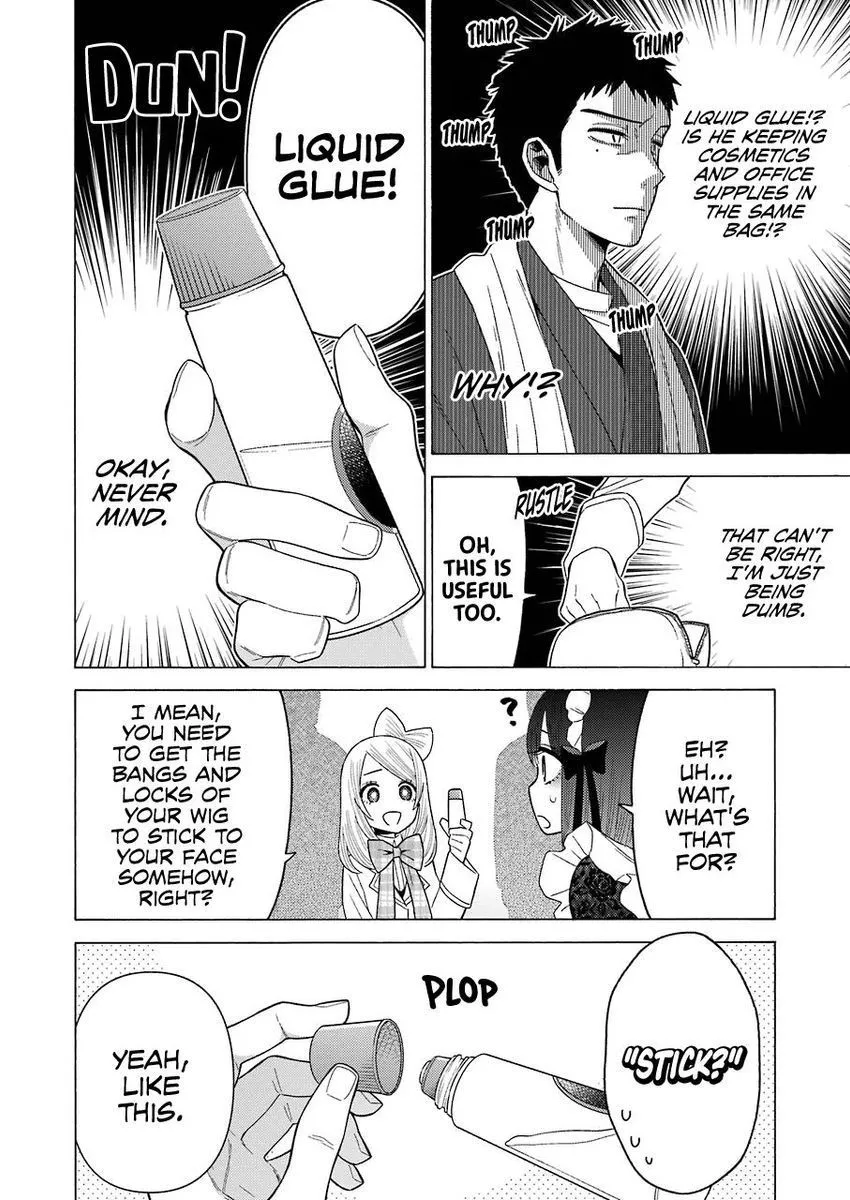 THUMP
THUMP
THUMP
THUMP
THUMP
LIQUID GLUE!?
IS HE KEEPING
COSMETICS
AND OFFICE
SUPPLIES IN
THE SAME
BAG!?
WHY!?
THAT CAN'T
BE RIGHT,
I'M JUST
BEING
DUMB.
RUSTLE
OH,
THIS IS
USEFUL
TOO.
LIQUID
GLUE!
DUN!
OKAY,
NEVER
MIND.
EH?
UH...
WAIT,
WHAT'S
THAT
FOR?
?
I MEAN,
YOU NEED
TO GET THE
BANGS AND
LOCKS OF
YOUR WIG
TO STICK TO
YOUR FACE
SOMEHOW,
RIGHT?
"STICK?"
PLOP
YEAH,
LIKE
THIS.